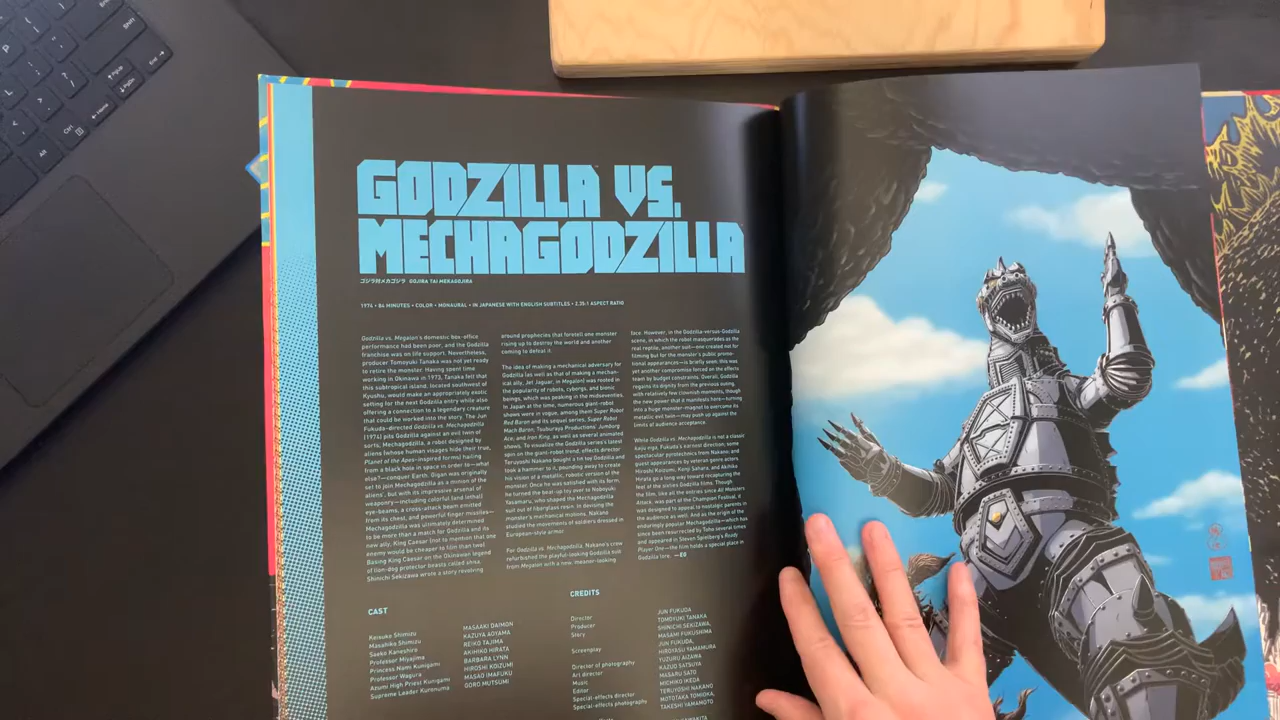 GODZILLA VS.
MECHAGODZILLA
ゴジラ対メカゴジラ GOJIRA TAI MEKAGOJIRA
1974 • 84 MINUTES • COLOR • MONAURAL • IN JAPANESE WITH ENGLISH SUBTITLES • 2.35:1 ASPECT RATIO
Godzilla vs. Megalon's domestic box-office
performance had been poor, and the Godzilla
franchise was on life support. Nevertheless,
producer Tomoyuki Tanaka was not yet ready
to retire the monster. Having spent time
working in Okinawa in 1973, Tanaka felt that
this subtropical island, located southwest of
Kyushu, would make an appropriately exotic
setting for the next Godzilla entry while also
offering a connection to a legendary creature
that could be worked into the story. The Jun
Fukuda–directed Godzilla vs. Mechagodzilla
(1974) pits Godzilla against an evil twin of
sorts, Mechagodzilla, a robot designed by
aliens (whose human visages hide their true,
Planet of the Apes–inspired forms) hailing
from a black hole in space in order to—what
else?—conquer Earth. Gigan was originally
set to join Mechagodzilla as a minion of the
aliens', but with its impressive arsenal of
weaponry—including colorful (and lethal)
eye-beams, a cross-attack beam emitted
from its chest, and powerful finger missiles—
Mechagodzilla was ultimately determined
to be more than a match for Godzilla and its
new ally, King Caesar (not to mention that one
enemy would be cheaper to film than two).
Basing King Caesar on the Okinawan legend
of lion-dog protector beasts called shisa,
Shinichi Sekizawa wrote a story revolving
around prophecies that foretell one monster
rising up to destroy the world and another
coming to defeat it.
The idea of making a mechanical adversary for
Godzilla (as well as that of making a mechan-
ical ally, Jet Jaguar, in Megalon) was rooted in
the popularity of robots, cyborgs, and bionic
beings, which was peaking in the midseventies.
In Japan at the time, numerous giant-robot
shows were in vogue, among them Super Robot
Red Baron and its sequel series, Super Robot
Mach Baron; Tsuburaya Productions' Jumborg
Ace; and Iron King, as well as several animated
shows. To visualize the Godzilla series's latest
spin on the giant-robot trend, effects director
Teruyoshi Nakano bought a toy Godzilla and
took a hammer to it, pounding away to create
his vision of a metallic, robotic version of the
monster. Once he was satisfied with its form,
he turned the beat-up toy over to Nobuyuki
Yasumaru, who shaped the Mechagodzilla
suit out of fiberglass resin. In devising the
monster's mechanical motions, Nakano
studied the movements of soldiers dressed in
European-style armor.
For Godzilla vs. Mechagodzilla, Nakano's crew
refurbished the playful-looking Godzilla suit
from Megalon with a new, meaner-looking
face. However, in the Godzilla-versus-Godzilla
scene, in which the robot masquerades as the
real reptile, another suit—one created not for
filming but for the monster's public promo-
tional appearances—is briefly seen; this was
yet another compromise forced on the effects
team by budget constraints. Overall, Godzilla
regains its dignity from the previous outing,
with relatively few clownish moments, though
the new power that it manifests here—turning
into a huge monster-magnet to overcome its
metallic evil twin—may push up against the
limits of audience acceptance.
While Godzilla vs. Mechagodzilla is not a classic
kaiju eiga, Fukuda's earnest direction, some
spectacular pyrotechnics from Nakano, and
guest appearances by veteran genre actors
Hiroshi Koizumi, Kenji Sahara, and Akihiko
Hirata go a long way toward recapturing the
feel of the sixties Godzilla films. Though
the film, like all the entries since All Monsters
Attack, was part of the Champion Festival, it
was designed to appeal to nostalgic parents in
the audience as well. And as the origin of the
enduringly popular Mechagodzilla—which has
since been resurrected by Toho several times
and appeared in Steven Spielberg's Ready
Player One—the film holds a special place in
Godzilla lore. —EG
CAST
Keisuke Shimizu MASAAKI DAIMON
Masahiko Shimizu KAZUYA AOYAMA
Saeko Kaneshiro REIKO TAJIMA
Professor Miyajima AKIHIKO HIRATA
Princess Nami Kunigami BARBARA LYNN
Professor Wagura HIROSHI KOIZUMI
Azumi High Priest Kunigami MASAO IMAFUKU
Supreme Leader Kuronuma GORO MUTSUMI
CREDITS
Director JUN FUKUDA
Producer TOMOYUKI TANAKA
Story SHINICHI SEKIZAWA,
MASAMI FUKUSHIMA
Screenplay JUN FUKUDA,
HIROYASU YAMAMURA
Director of photography YUZURU AIZAWA
Art director KAZUO SATSUYA
Music MASARU SATO
Editor MICHIKO IKEDA
Special-effects director TERUYOSHI NAKANO
Special-effects photography MOTOTAKA TOMIOKA,
TAKESHI YAMAMOTO
Shift
PgUp
PgDn
End
Home
Ctrl
Alt